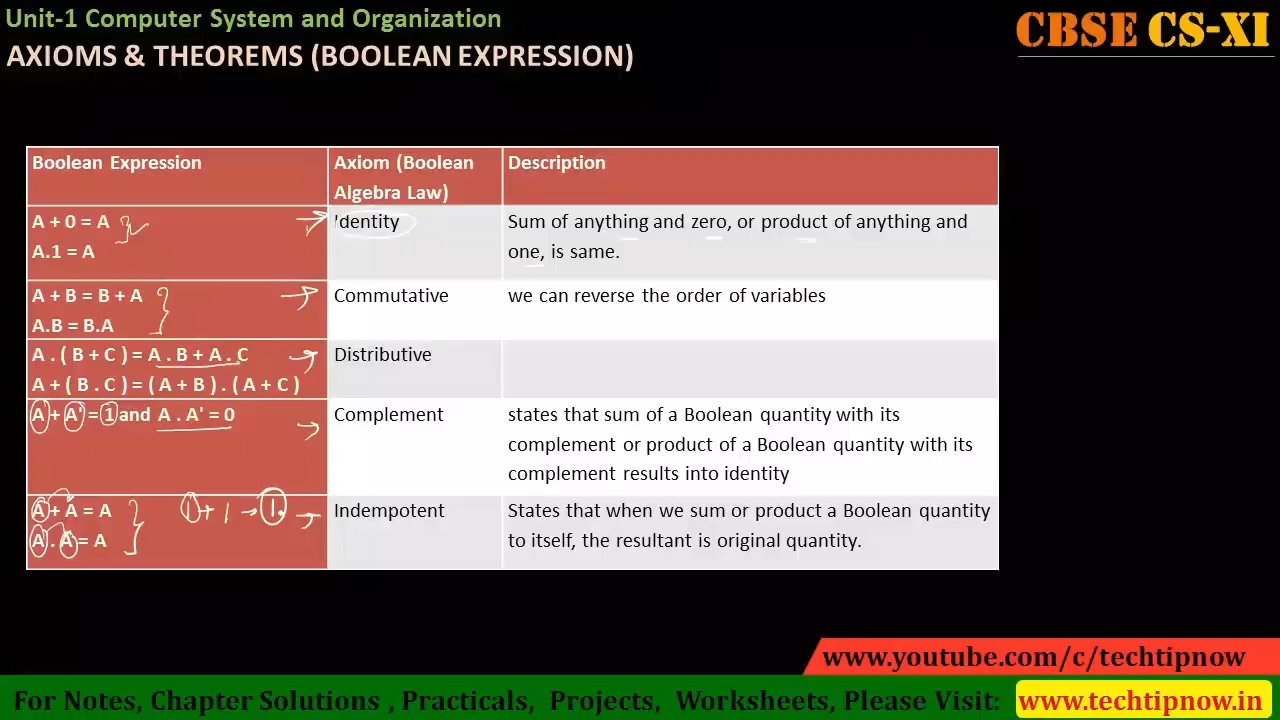 Unit-1 Computer System and Organization
CBSE CS-XI
AXIOMS & THEOREMS (BOOLEAN EXPRESSION)
Boolean Expression
Axiom (Boolean
Algebra Law)
Description
A + 0 = A
A.1 = A
Identity
Sum of anything and zero, or product of anything and
one, is same.
A + B = B + A
A.B = B.A
Commutative
we can reverse the order of variables
A . ( B + C ) = A . B + A . C
A + ( B . C ) = ( A + B ) . ( A + C )
Distributive
A + A' = 1 and A . A' = 0
Complement
states that sum of a Boolean quantity with its
complement or product of a Boolean quantity with its
complement results into identity
A + A = A
A . A = A
1 + 1 → 1.
Indempotent
States that when we sum or product a Boolean quantity
to itself, the resultant is original quantity.
www.youtube.com/c/techtipnow
For Notes, Chapter Solutions , Practicals, Projects, Worksheets, Please Visit: www.techtipnow.in